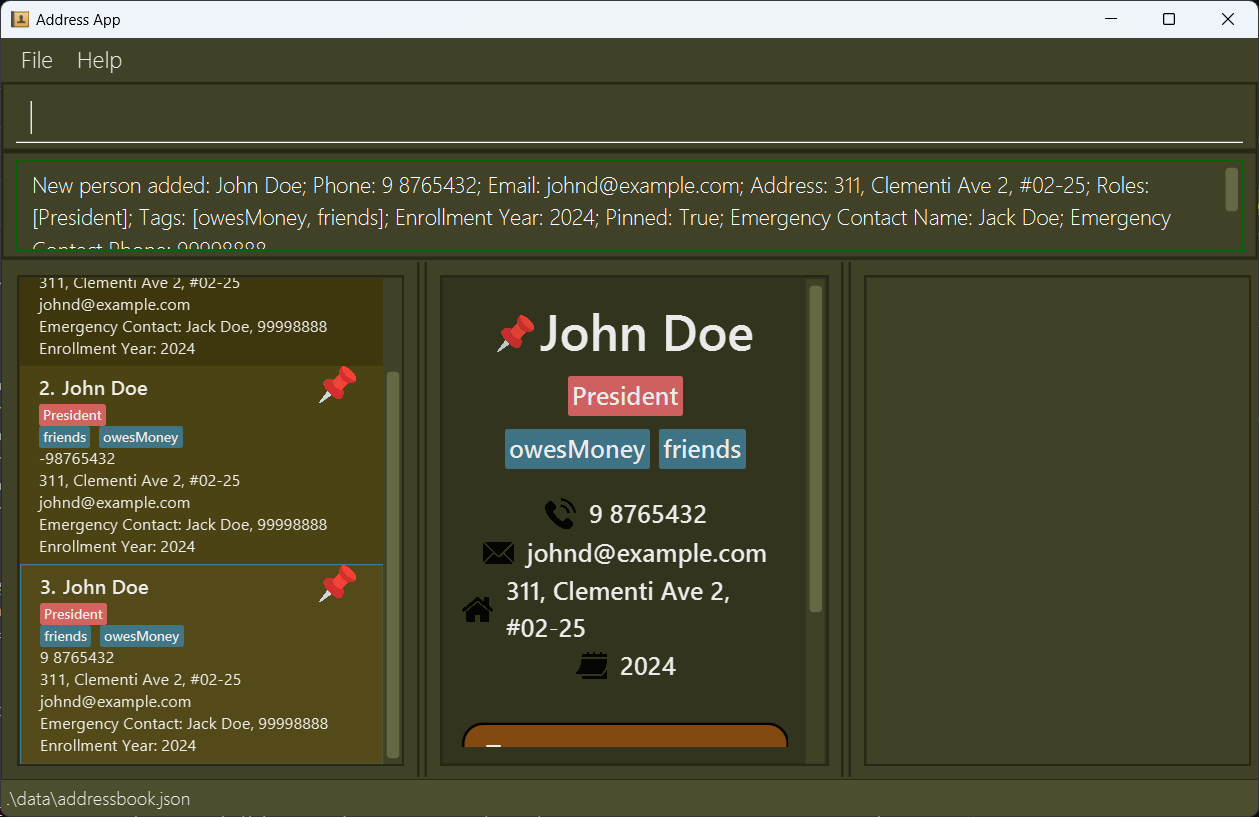 Address App
File Help
New person added: John Doe; Phone: 9 8765432; Email: johnd@example.com; Address: 311, Clementi Ave 2, #02-25; Roles:
[President]; Tags: [owesMoney, friends]; Enrollment Year: 2024; Pinned: True; Emergency Contact Name: Jack Doe; Emergency
Contact Phone: 99998888
311, Clementi Ave 2, #02-25
johnd@example.com
Emergency Contact: Jack Doe, 99998888
Enrollment Year: 2024
2. John Doe
President
friends owesMoney
-98765432
311, Clementi Ave 2, #02-25
johnd@example.com
Emergency Contact: Jack Doe, 99998888
Enrollment Year: 2024
3. John Doe
President
friends owesMoney
9 8765432
311, Clementi Ave 2, #02-25
johnd@example.com
Emergency Contact: Jack Doe, 99998888
Enrollment Year: 2024
John Doe
President
owesMoney friends
9 8765432
johnd@example.com
311, Clementi Ave 2,
#02-25
2024
.\data\addressbook.json